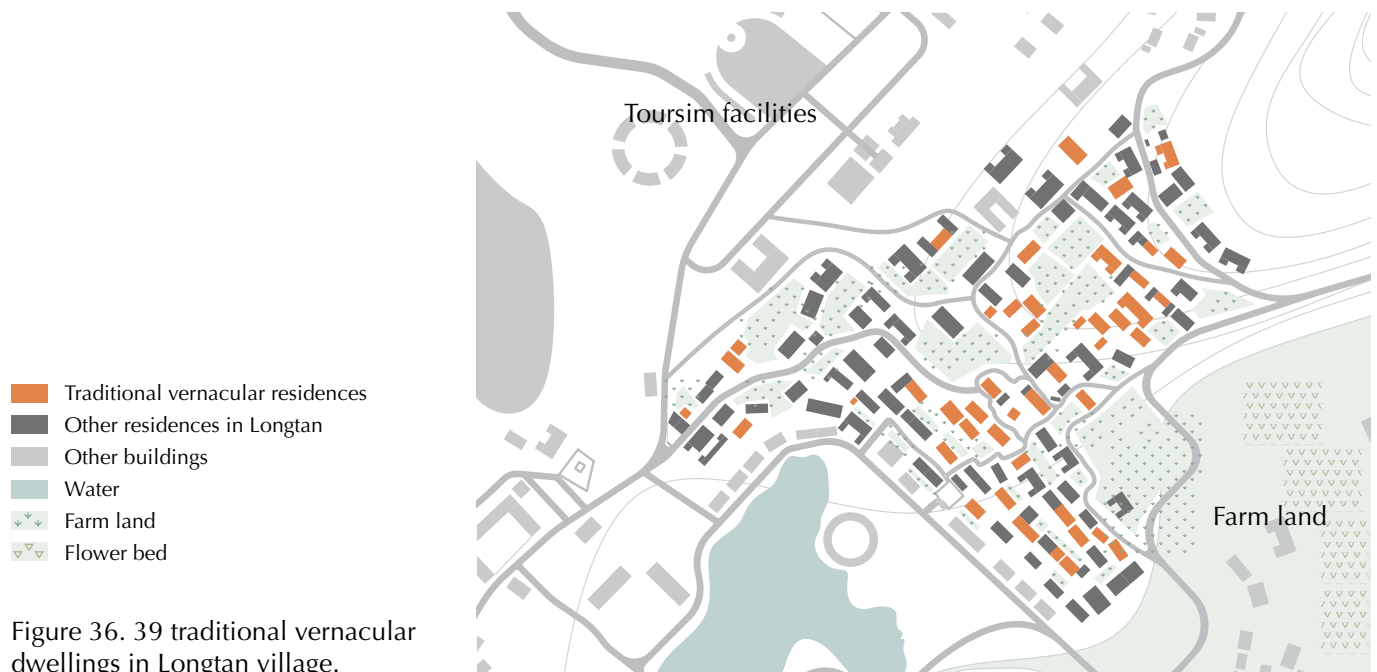 Toursim facilities
Traditional vernacular residences
Other residences in Longtan
Other buildings
Water
Farm land
Flower bed
Farm land
Figure 36. 39 traditional vernacular
dwellings in Longtan village.